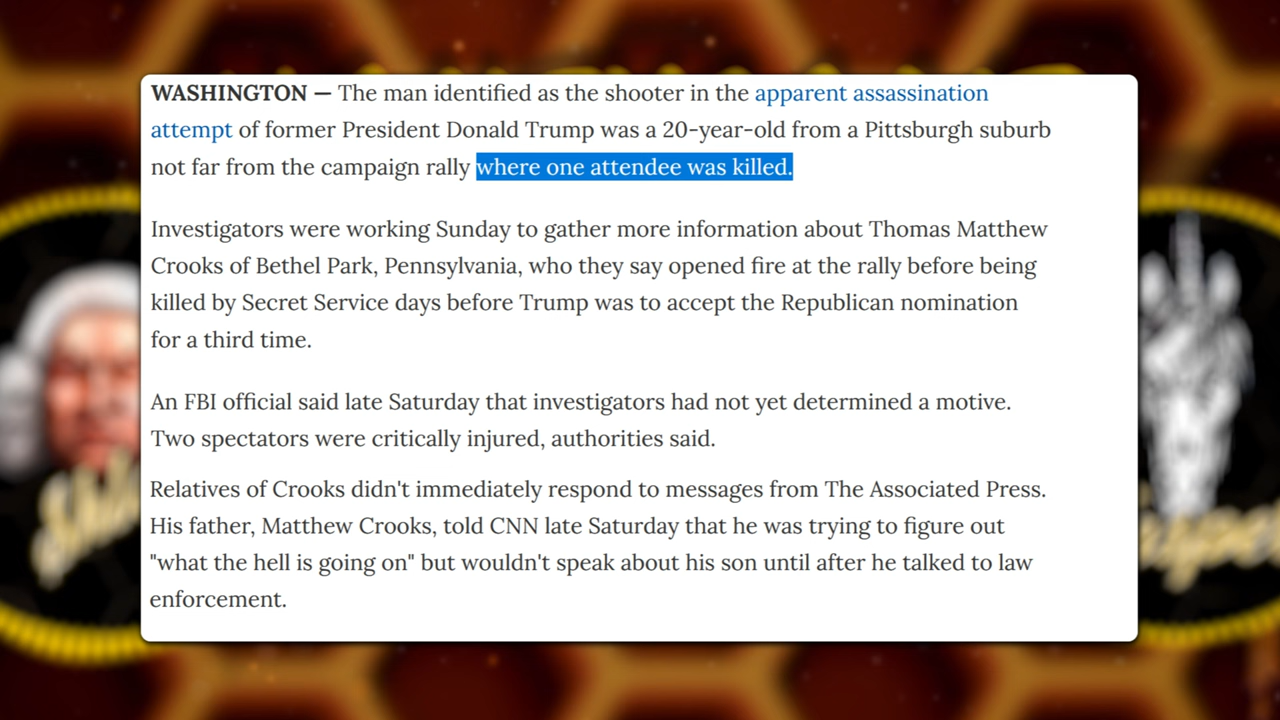 WASHINGTON — The man identified as the shooter in the apparent assassination
attempt of former President Donald Trump was a 20-year-old from a Pittsburgh suburb
not far from the campaign rally where one attendee was killed.
Investigators were working Sunday to gather more information about Thomas Matthew
Crooks of Bethel Park, Pennsylvania, who they say opened fire at the rally before being
killed by Secret Service days before Trump was to accept the Republican nomination
for a third time.
An FBI official said late Saturday that investigators had not yet determined a motive.
Two spectators were critically injured, authorities said.
Relatives of Crooks didn't immediately respond to messages from The Associated Press.
His father, Matthew Crooks, told CNN late Saturday that he was trying to figure out
"what the hell is going on" but wouldn't speak about his son until after he talked to law
enforcement.